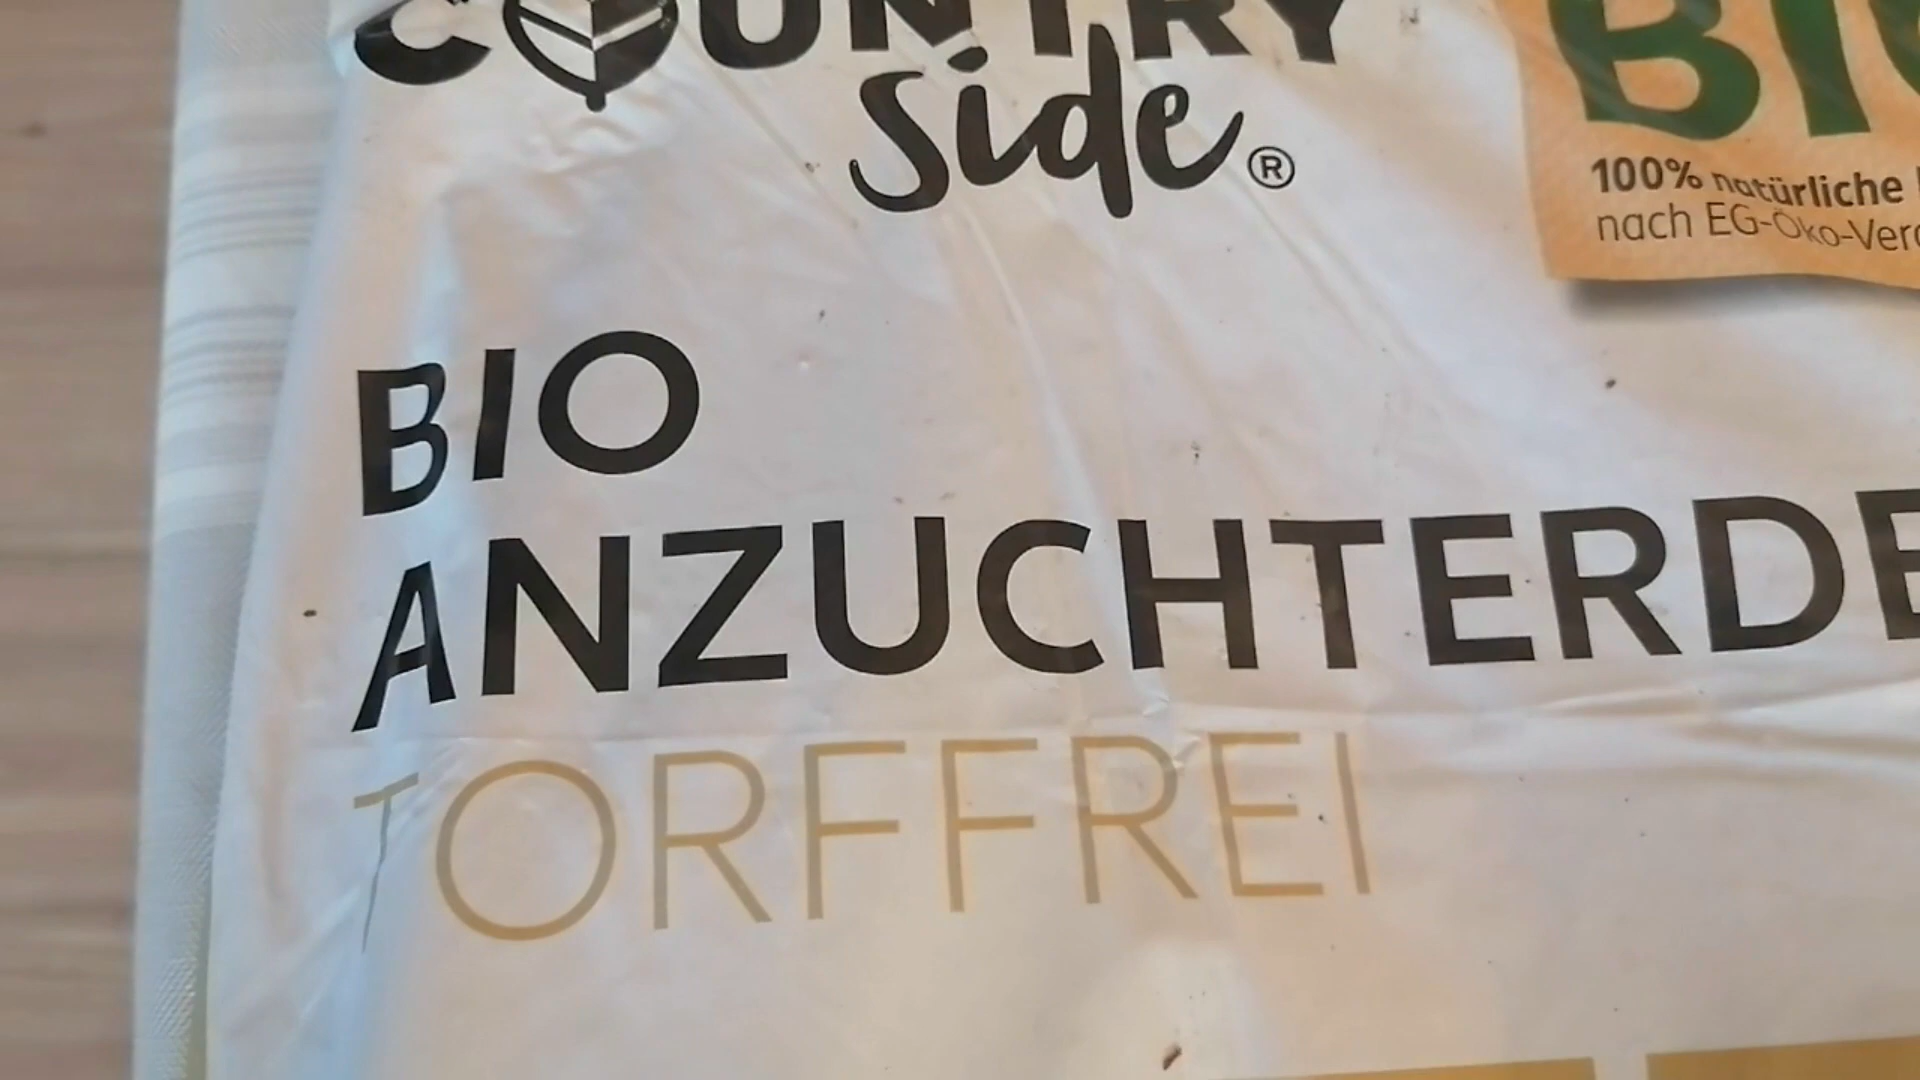 COUNTRY
Side®
BIO
100% natürliche
nach EG-Öko-Vero
BIO
ANZUCHTERDE
TORFFREI